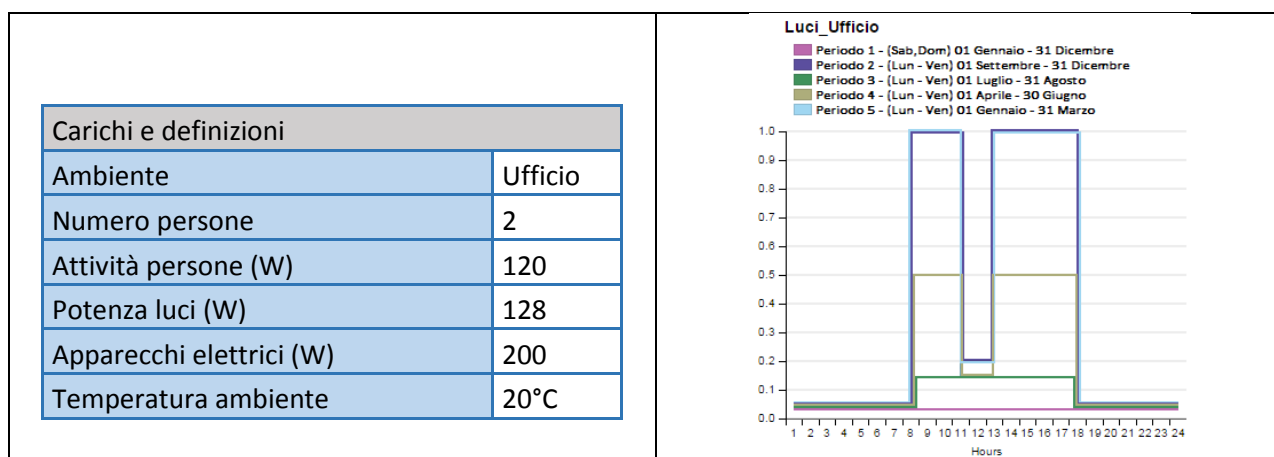 Carichi e definizioni
Ambiente Ufficio
Numero persone 2
Attività persone (W) 120
Potenza luci (W) 128
Apparecchi elettrici (W) 200
Temperatura ambiente 20°C
Luci_Ufficio
Periodo 1 - (Sab,Dom) 01 Gennaio - 31 Dicembre
Periodo 2 - (Lun - Ven) 01 Settembre - 31 Dicembre
Periodo 3 - (Lun - Ven) 01 Luglio - 31 Agosto
Periodo 4 - (Lun - Ven) 01 Aprile - 30 Giugno
Periodo 5 - (Lun - Ven) 01 Gennaio - 31 Marzo
1.0
0.9
0.8
0.7
0.6
0.5
0.4
0.3
0.2
0.1
0.0
1 2 3 4 5 6 7 8 9 10 11 12 13 14 15 16 17 18 19 20 21 22 23 24
Hours